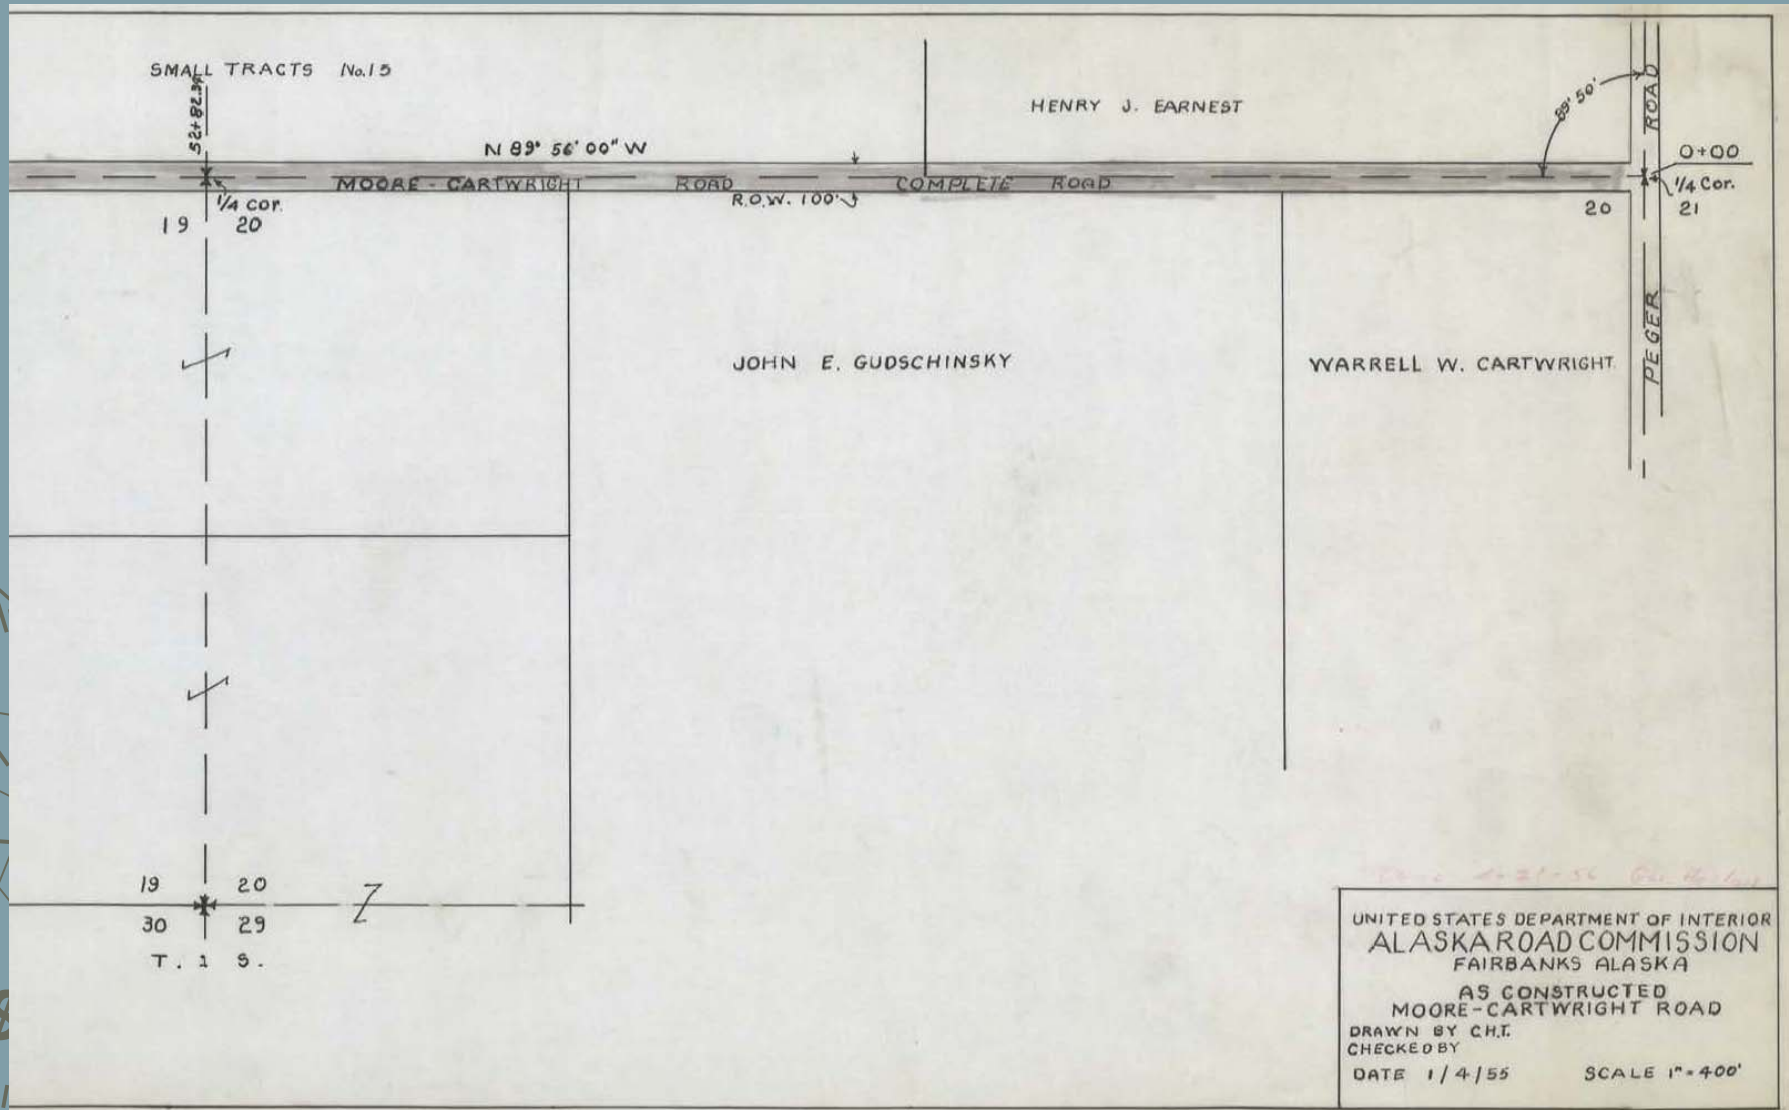 SMALL TRACTS No.15
HENRY J. EARNEST
89° 50'
ROAD
N 89° 56' 00" W
0+00
MOORE - CARTWRIGHT ROAD COMPLETE ROAD
R.O.W. 100'
1/4 Cor.
1/4 Cor.
19 20
20 21
JOHN E. GUDSCHINSKY
WARRELL W. CARTWRIGHT
PEGER
19 20
30 29
T. 1 S.
UNITED STATES DEPARTMENT OF INTERIOR
ALASKA ROAD COMMISSION
FAIRBANKS ALASKA
AS CONSTRUCTED
MOORE-CARTWRIGHT ROAD
DRAWN BY C.H.T.
CHECKED BY
DATE 1/4/55 SCALE 1"=400'